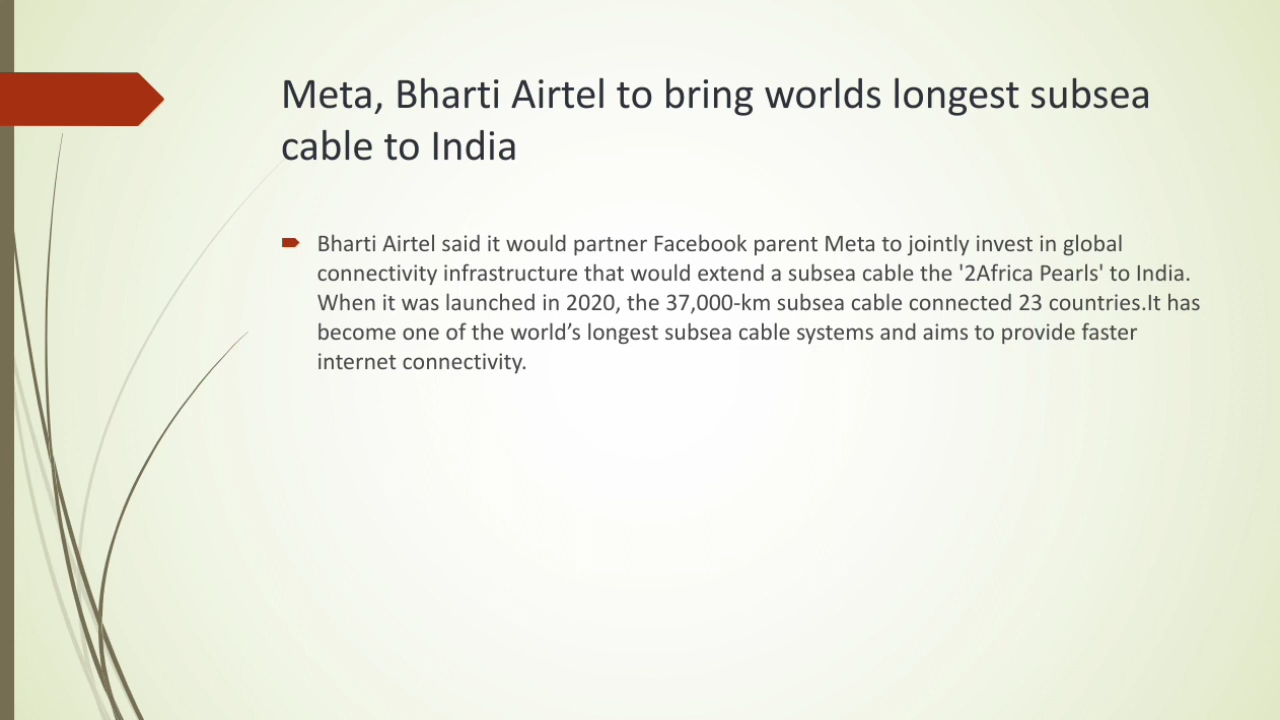 Meta, Bharti Airtel to bring worlds longest subsea
cable to India
Bharti Airtel said it would partner Facebook parent Meta to jointly invest in global
connectivity infrastructure that would extend a subsea cable the '2Africa Pearls' to India.
When it was launched in 2020, the 37,000-km subsea cable connected 23 countries.It has
become one of the world’s longest subsea cable systems and aims to provide faster
internet connectivity.